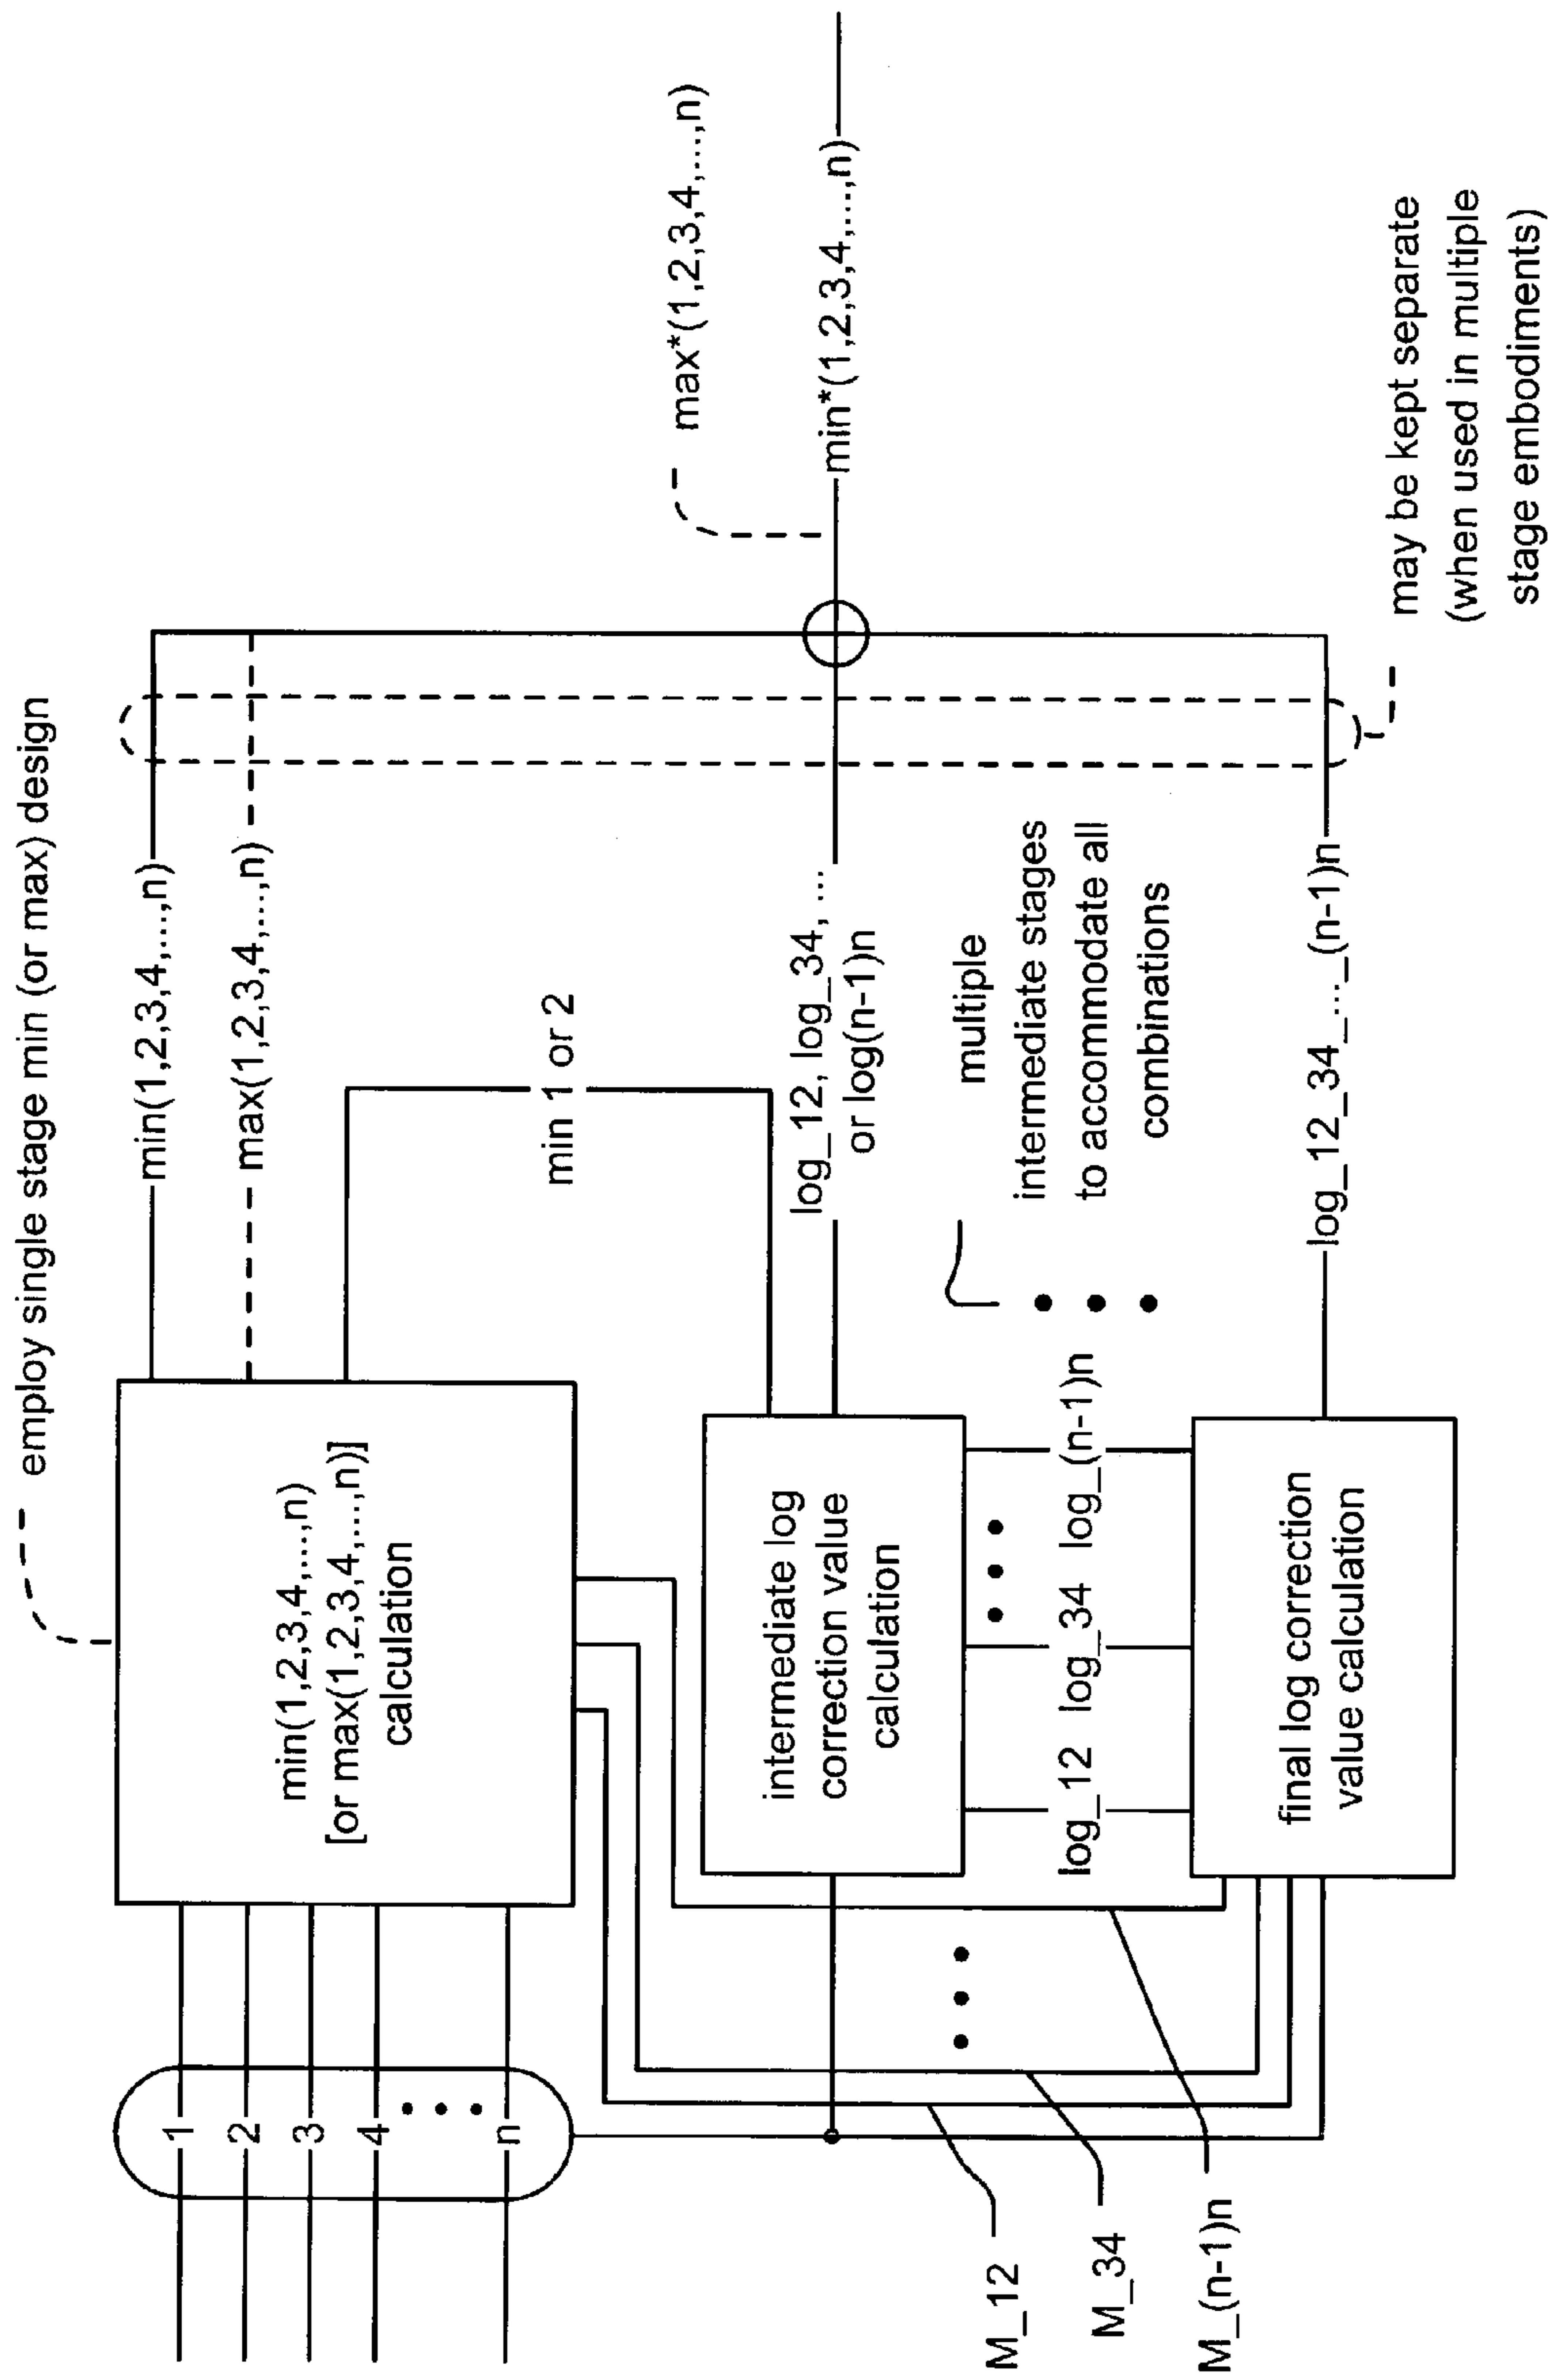 employ single stage min (or max) design
1
2
3
4
n
min(1,2,3,4,...,n)
[or max(1,2,3,4,...,n)]
calculation
min(1,2,3,4,...,n)
max(1,2,3,4,...,n)
min 1 or 2
max*(1,2,3,4,...,n)
min*(1,2,3,4,...,n)
intermediate log
correction value
calculation
log_12, log_34, ...
or log(n-1)n
multiple
intermediate stages
to accommodate all
combinations
log_12 log_34 log_(n-1)n
final log correction
value calculation
log_12_34_..._(n-1)n
may be kept separate
(when used in multiple
stage embodiments)
M_12
M_34
M_(n-1)n